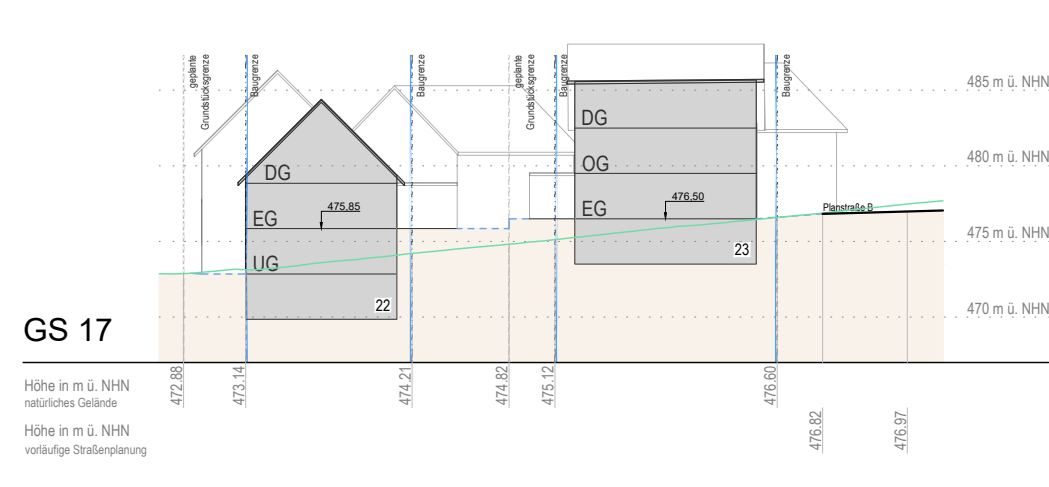 geplante
Grundstücksgrenze
Baugrenze
Baugrenze
geplante
Grundstücksgrenze
Baugrenze
Baugrenze
485 m ü. NHN
DG
480 m ü. NHN
OG
DG
475.85
476.50
EG
EG
Planstraße B
475 m ü. NHN
23
UG
22
470 m ü. NHN
GS 17
Höhe in m ü. NHN
natürliches Gelände
472.88
473.14
474.21
474.82
475.12
476.60
Höhe in m ü. NHN
vorläufige Straßenplanung
476.82
476.97